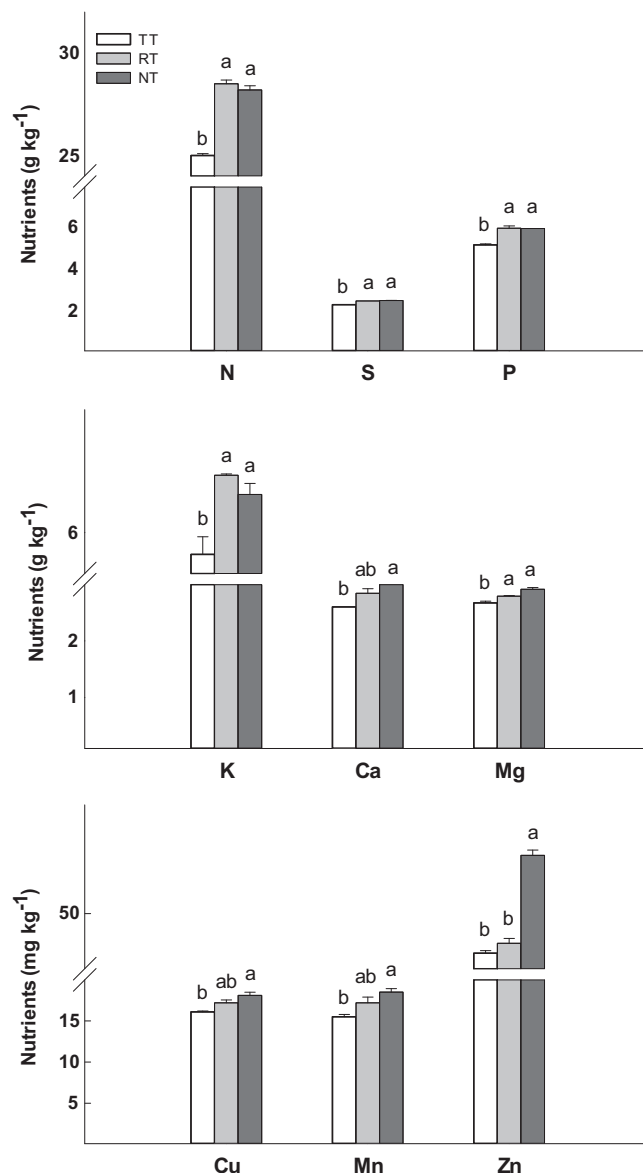 TT
RT
NT
30
25
6
4
2
Nutrients (g kg⁻¹)
b a a
b a a
b a a
N S P
6
2
1
Nutrients (g kg⁻¹)
b a a
b ab a
b a a
K Ca Mg
50
15
10
5
Nutrients (mg kg⁻¹)
b ab a
b ab a
b b a
Cu Mn Zn